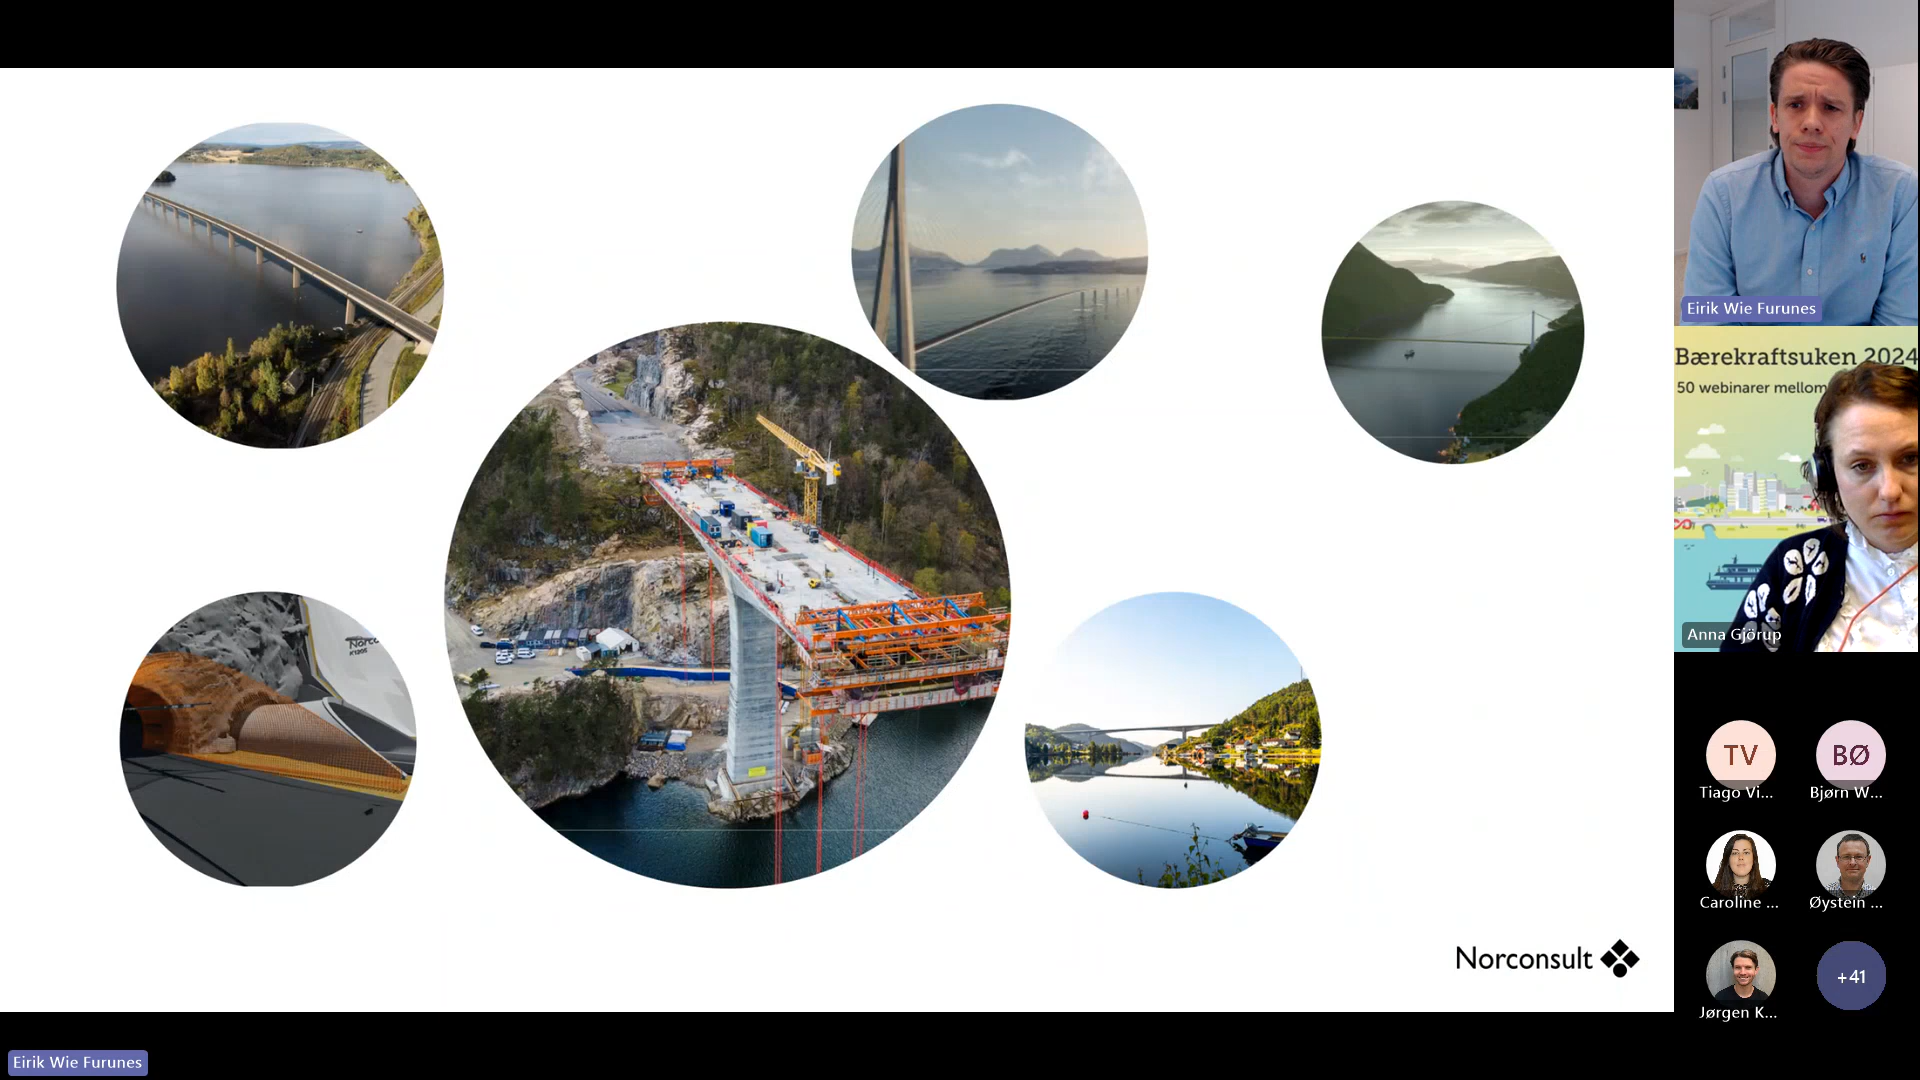 Norconsult
Eirik Wie Furunes
Bærekraftsuken 2024
50 webinarer mellom
Anna Gjörup
TV
BØ
Tiago Vi...
Bjørn W...
Caroline ...
Øystein ...
Jørgen K...
+41
Eirik Wie Furunes